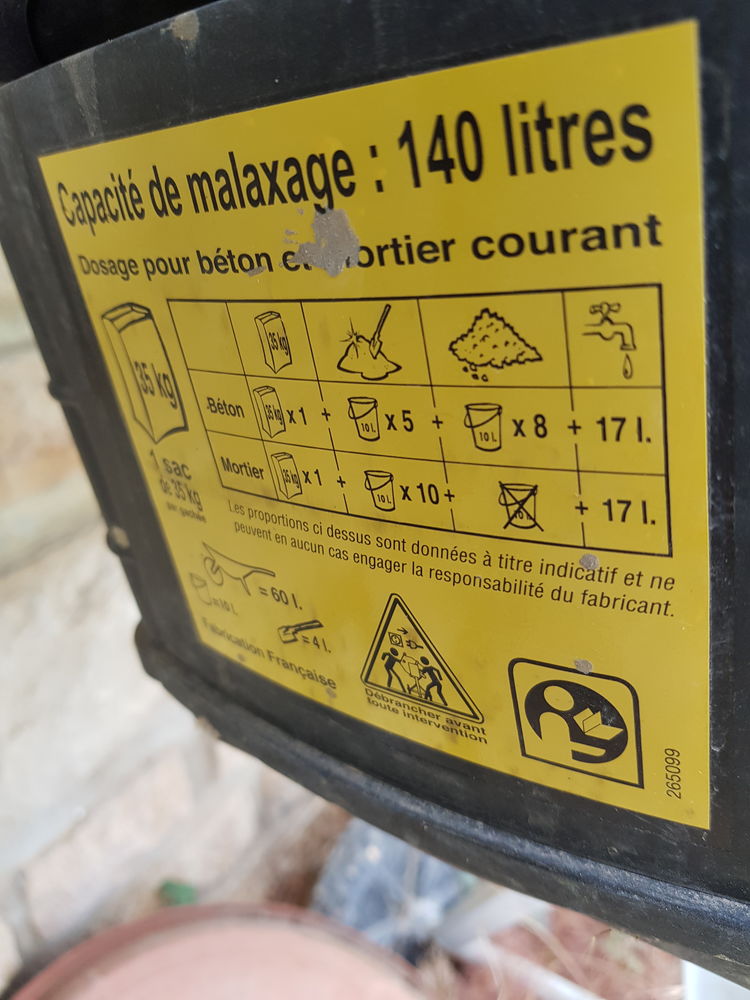 Capacité de malaxage : 140 litres
Dosage pour béton et mortier courant
35 kg
35 kg
Béton 35 kg x 1 + 10 L x 5 + 10 L x 8 + 17 l.
Mortier 35 kg x 1 + 10 L x 10 + + 17 l.
1 sac
de 35 kg
par gachée
Les proportions ci dessus sont données à titre indicatif et ne
peuvent en aucun cas engager la responsabilité du fabricant.
= 60 l.
= 10 L
= 4 l.
Fabrication Française
Débrancher avant
toute intervention
265099